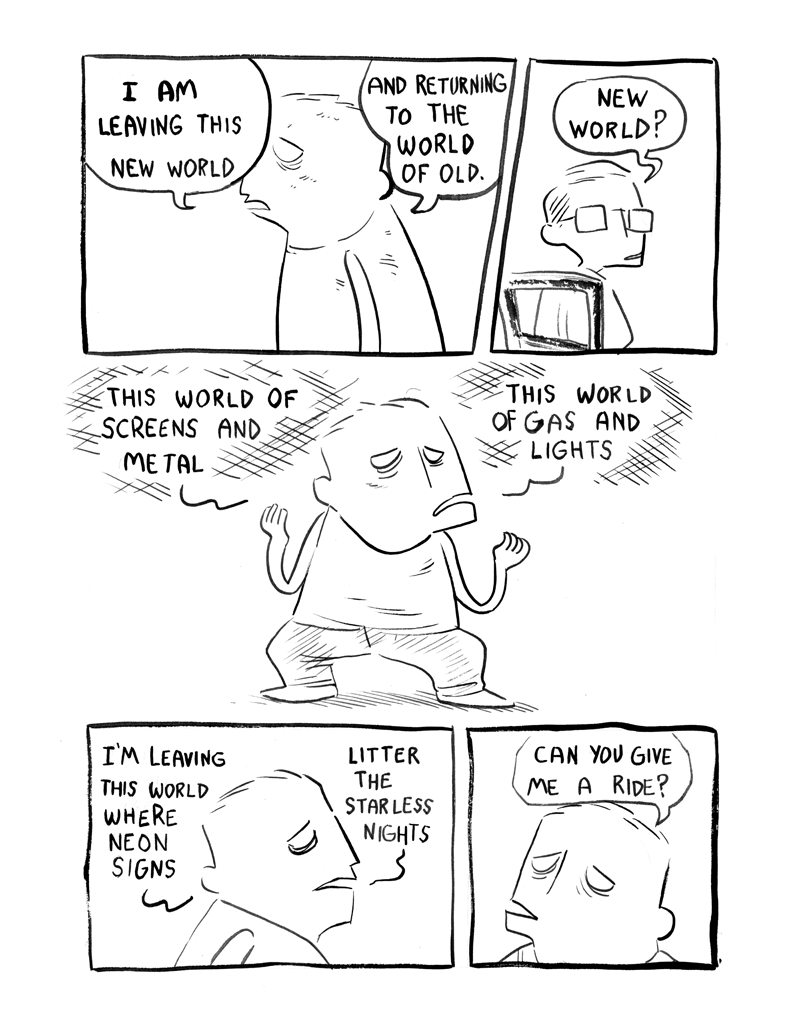 I AM
LEAVING THIS
NEW WORLD
AND RETURNING
TO THE
WORLD
OF OLD.
NEW
WORLD?
THIS WORLD OF
SCREENS AND
METAL
THIS WORLD
OF GAS AND
LIGHTS
I'M LEAVING
THIS WORLD
WHERE
NEON
SIGNS
LITTER
THE
STARLESS
NIGHTS
CAN YOU GIVE
ME A RIDE?